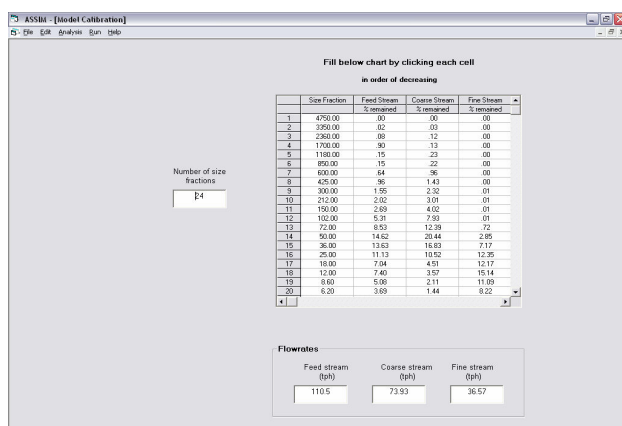 ASSIM - [Model Calibration]
File Edit Analysis Run Help
Fill below chart by clicking each cell
in order of decreasing
Size Fraction Feed Stream Coarse Stream Fine Stream
% remained % remained % remained
1 4750.00 .00 .00 .00
2 3350.00 .02 .03 .00
3 2360.00 .08 .12 .00
4 1700.00 .90 .13 .00
5 1180.00 .15 .23 .00
6 850.00 .15 .22 .00
7 600.00 .64 .96 .00
8 425.00 .96 1.43 .00
9 300.00 1.55 2.32 .01
10 212.00 2.02 3.01 .01
11 150.00 2.69 4.02 .01
12 102.00 5.31 7.93 .01
13 72.00 8.53 12.39 .72
14 50.00 14.62 20.44 2.85
15 36.00 13.63 16.83 7.17
16 25.00 11.13 10.52 12.35
17 18.00 7.04 4.51 12.17
18 12.00 7.40 3.57 15.14
19 8.60 5.08 2.11 11.09
20 6.20 3.69 1.44 8.22
Number of size
fractions
24
Flowrates
Feed stream Coarse stream Fine stream
(tph) (tph) (tph)
110.5 73.93 36.57